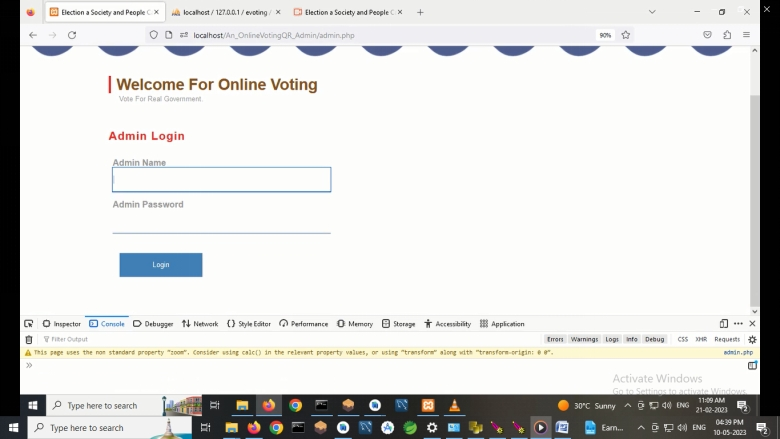 Election a Society and People C
localhost / 127.0.0.1 / evoting /
Election a Society and People C
localhost/An_OnlineVotingQR_Admin/admin.php
90%
Welcome For Online Voting
Vote For Real Government.
Admin Login
Admin Name
Admin Password
Login
Inspector Console Debugger Network Style Editor Performance Memory Storage Accessibility Application
Filter Output
Errors Warnings Logs Info Debug CSS XHR Requests
This page uses the non standard property "zoom". Consider using calc() in the relevant property values, or using "transform" along with "transform-origin: 0 0". admin.php
Activate Windows
Go to Settings to activate Windows.
Type here to search
30°C Sunny
ENG
11:09 AM
21-02-2023
2
Type here to search
Earn...
ENG
04:39 PM
10-05-2023
2